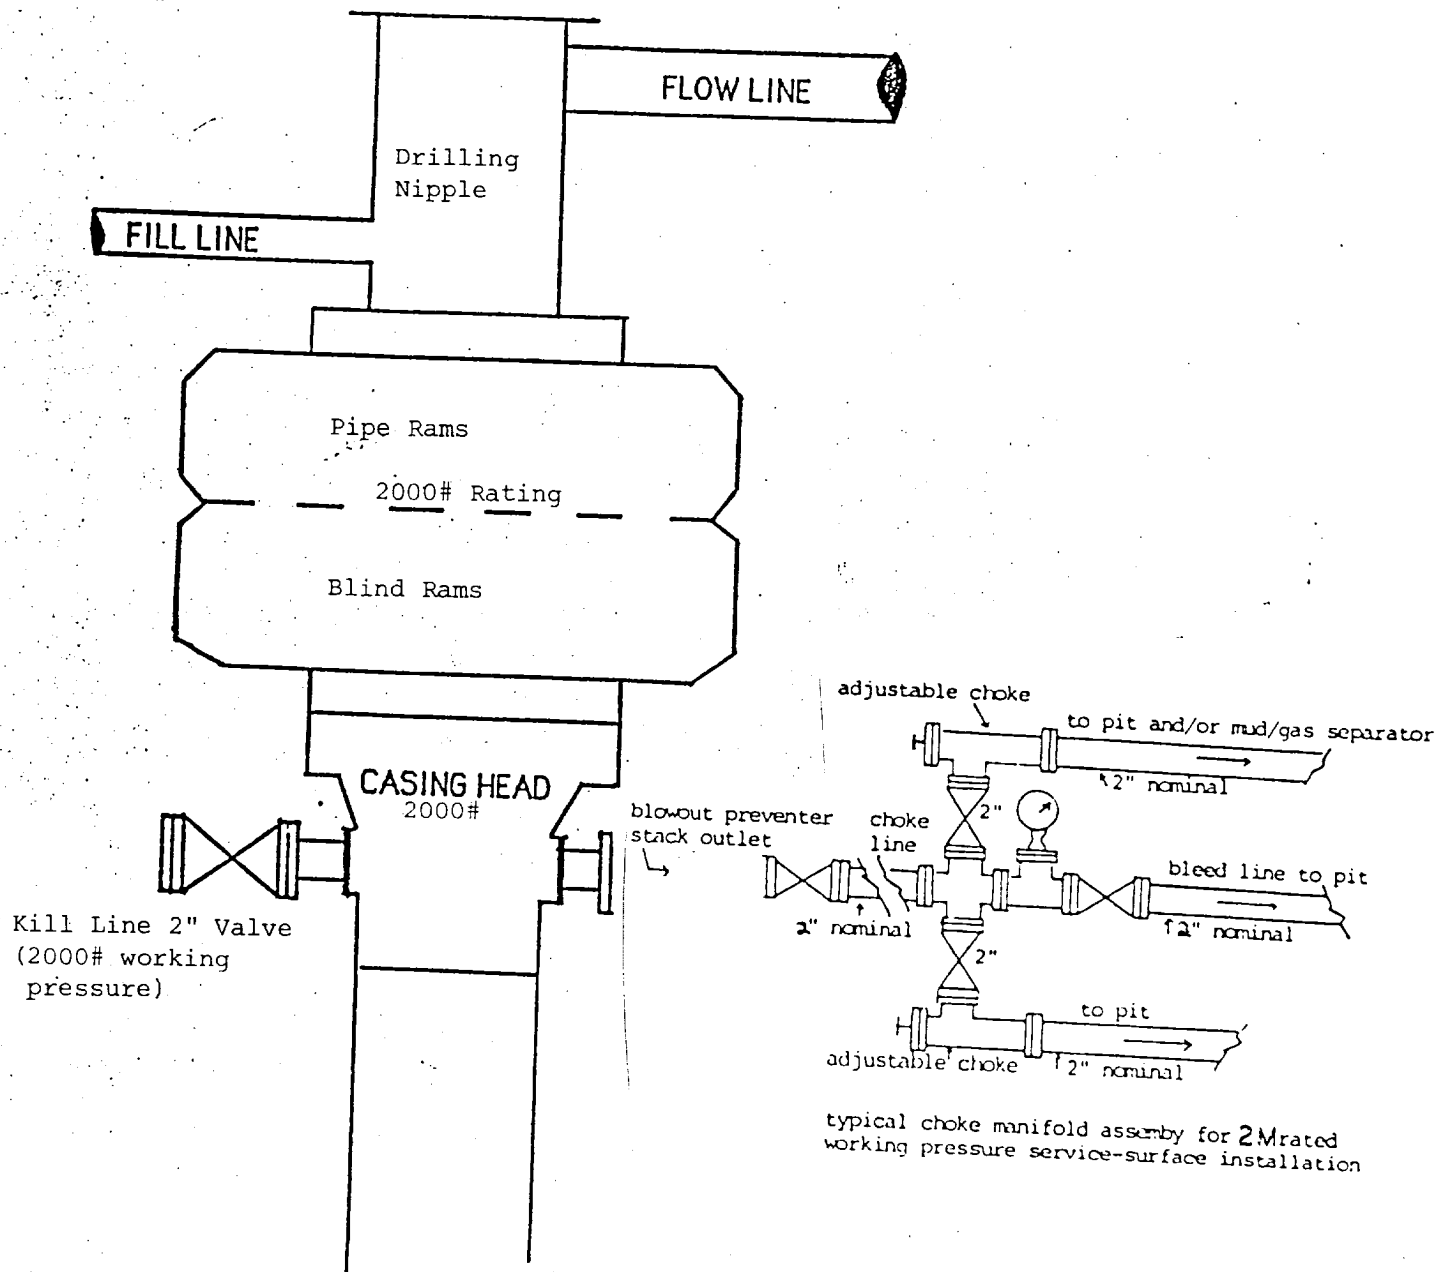 FLOW LINE
Drilling
Nipple
FILL LINE
Pipe Rams
2000# Rating
Blind Rams
CASING HEAD
2000#
Kill Line 2" Valve
(2000# working
pressure)
blowout preventer
stack outlet
choke
line
2" nominal
adjustable choke
to pit and/or mud/gas separator
2" nominal
2"
bleed line to pit
2" nominal
2"
to pit
adjustable choke
2" nominal
typical choke manifold assemby for 2M rated
working pressure service-surface installation